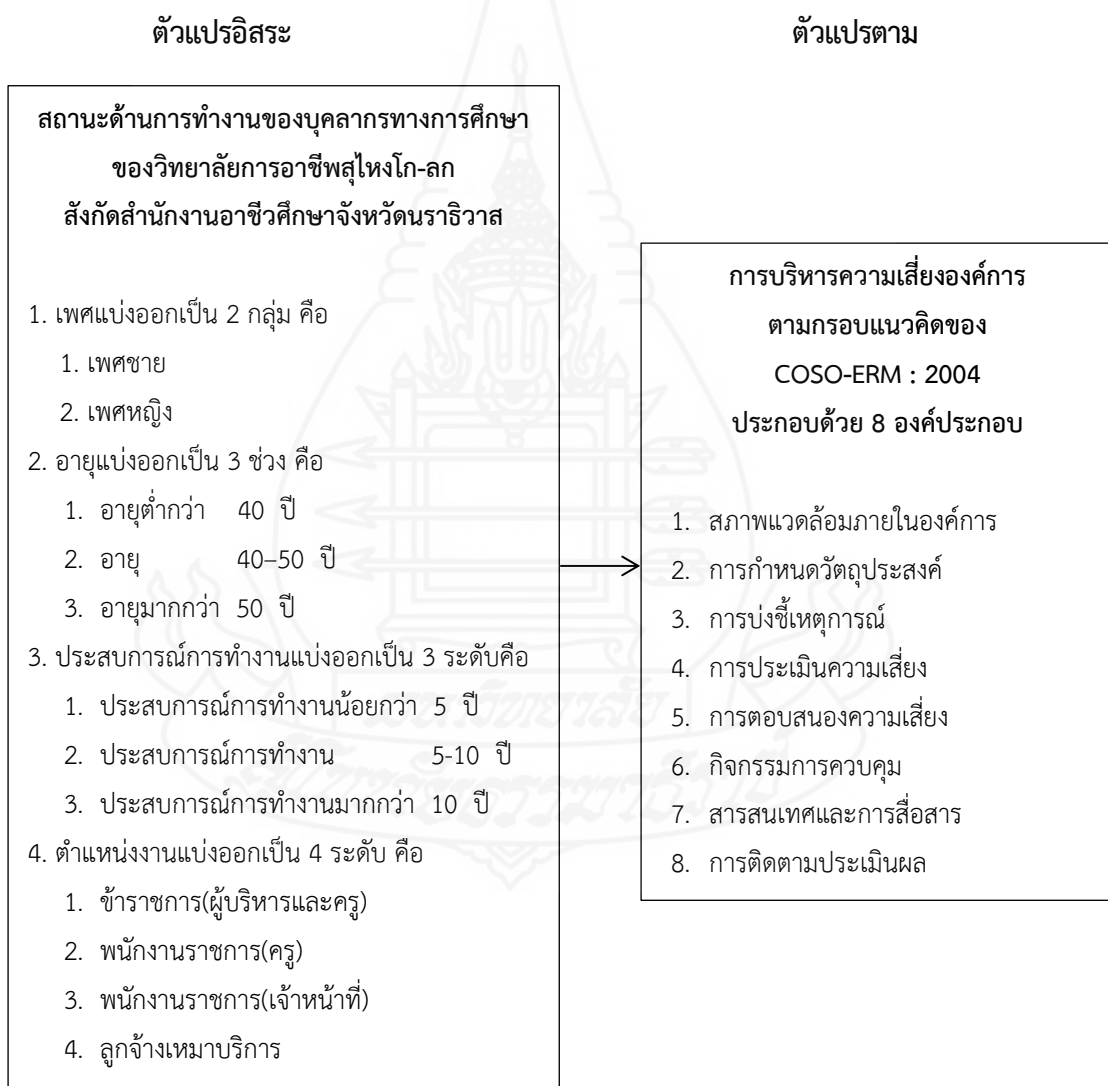 ตัวแปรอิสระ
ตัวแปรตาม
สถานะด้านการทำงานของบุคลากรทางการศึกษา
ของวิทยาลัยการอาชีพสุไหงโก-ลก
สังกัดสำนักงานอาชีวศึกษาจังหวัดนราธิวาส
1. เพศแบ่งออกเป็น 2 กลุ่ม คือ
1. เพศชาย
2. เพศหญิง
2. อายุแบ่งออกเป็น 3 ช่วง คือ
1. อายุต่ำกว่า 40 ปี
2. อายุ 40–50 ปี
3. อายุมากกว่า 50 ปี
3. ประสบการณ์การทำงานแบ่งออกเป็น 3 ระดับคือ
1. ประสบการณ์การทำงานน้อยกว่า 5 ปี
2. ประสบการณ์การทำงาน 5-10 ปี
3. ประสบการณ์การทำงานมากกว่า 10 ปี
4. ตำแหน่งงานแบ่งออกเป็น 4 ระดับ คือ
1. ข้าราชการ(ผู้บริหารและครู)
2. พนักงานราชการ(ครู)
3. พนักงานราชการ(เจ้าหน้าที่)
4. ลูกจ้างเหมาบริการ
การบริหารความเสี่ยงองค์การ
ตามกรอบแนวคิดของ
COSO-ERM : 2004
ประกอบด้วย 8 องค์ประกอบ
1. สภาพแวดล้อมภายในองค์การ
2. การกำหนดวัตถุประสงค์
3. การบ่งชี้เหตุการณ์
4. การประเมินความเสี่ยง
5. การตอบสนองความเสี่ยง
6. กิจกรรมการควบคุม
7. สารสนเทศและการสื่อสาร
8. การติดตามประเมินผล